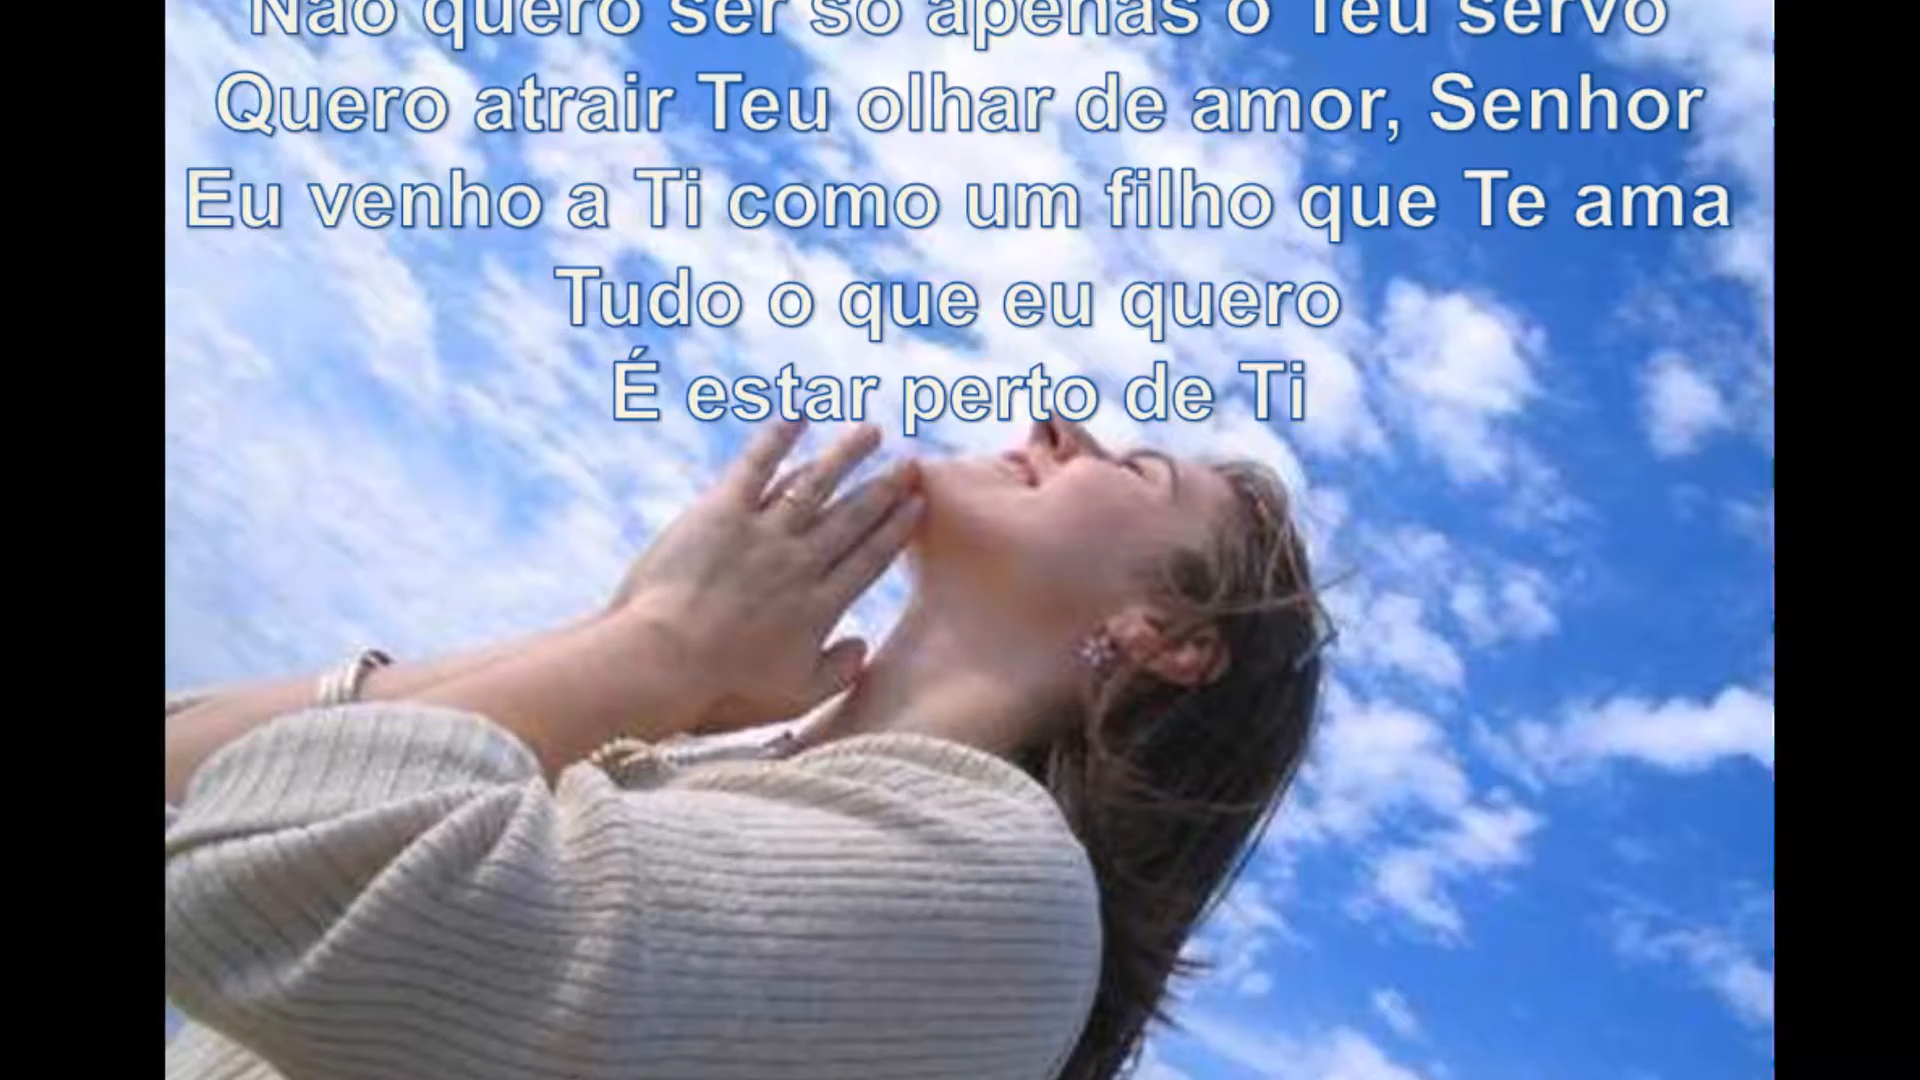 Não quero ser só apenas o Teu servo
Quero atrair Teu olhar de amor, Senhor
Eu venho a Ti como um filho que Te ama
Tudo o que eu quero
É estar perto de Ti